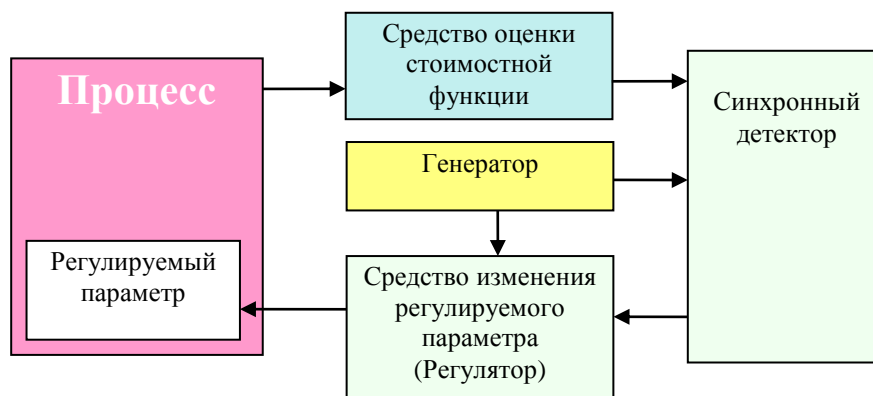 Процесс
Средство оценки
стоимостной
функции
Синхронный
детектор
Генератор
Регулируемый
параметр
Средство изменения
регулируемого
параметра
(Регулятор)